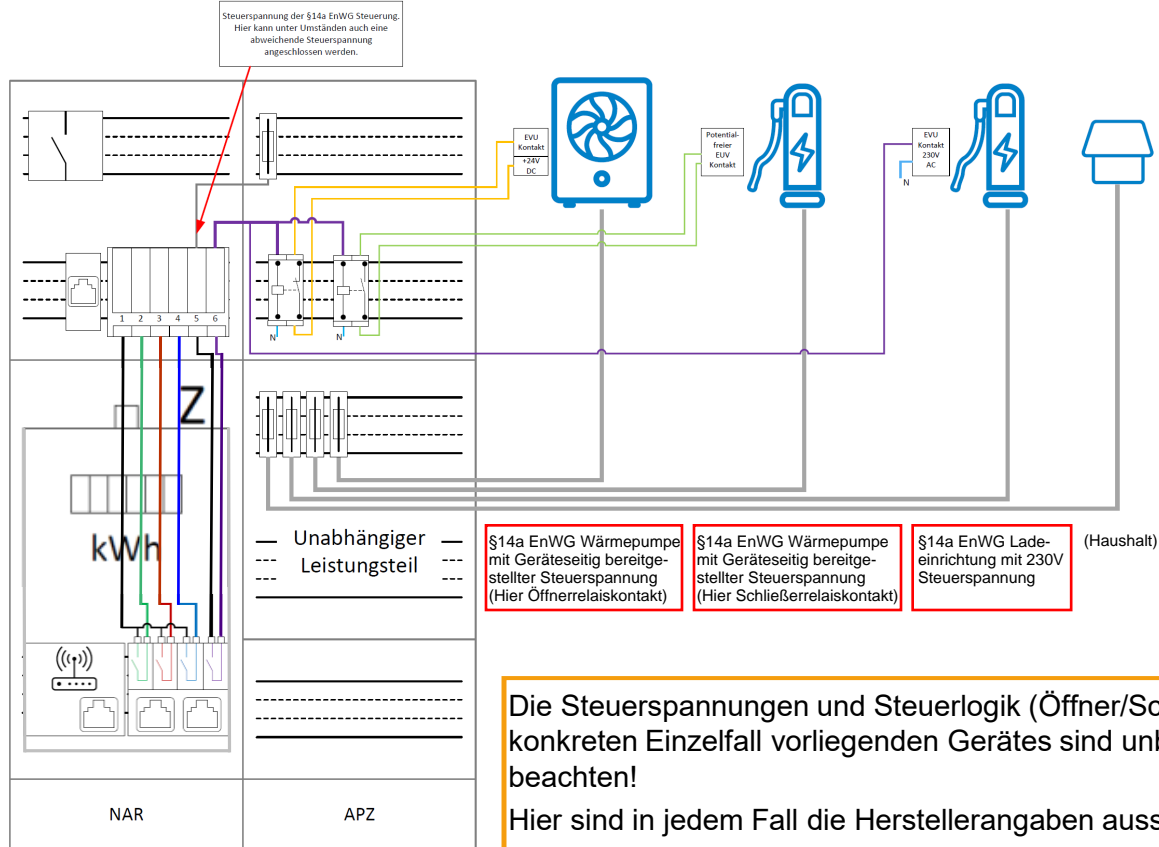 Steuerspannung der §14a EnWG Steuerung.
Hier kann unter Umständen auch eine
abweichende Steuerspannung
angeschlossen werden.
EVU
Kontakt
+24V
DC
Potential-
freier
EUV
Kontakt
EVU
Kontakt
230V
AC
N
1 2 3 4 5 6
N
N
Z
kWh
Unabhängiger
Leistungsteil
§14a EnWG Wärmepumpe
mit Geräteseitig bereitge-
stellter Steuerspannung
(Hier Öffnerrelaiskontakt)
§14a EnWG Wärmepumpe
mit Geräteseitig bereitge-
stellter Steuerspannung
(Hier Schließerrelaiskontakt)
§14a EnWG Lade-
einrichtung mit 230V
Steuerspannung
(Haushalt)
Die Steuerspannungen und Steuerlogik (Öffner/Sc
konkreten Einzelfall vorliegenden Gerätes sind unb
beachten!
Hier sind in jedem Fall die Herstellerangaben auss
NAR
APZ